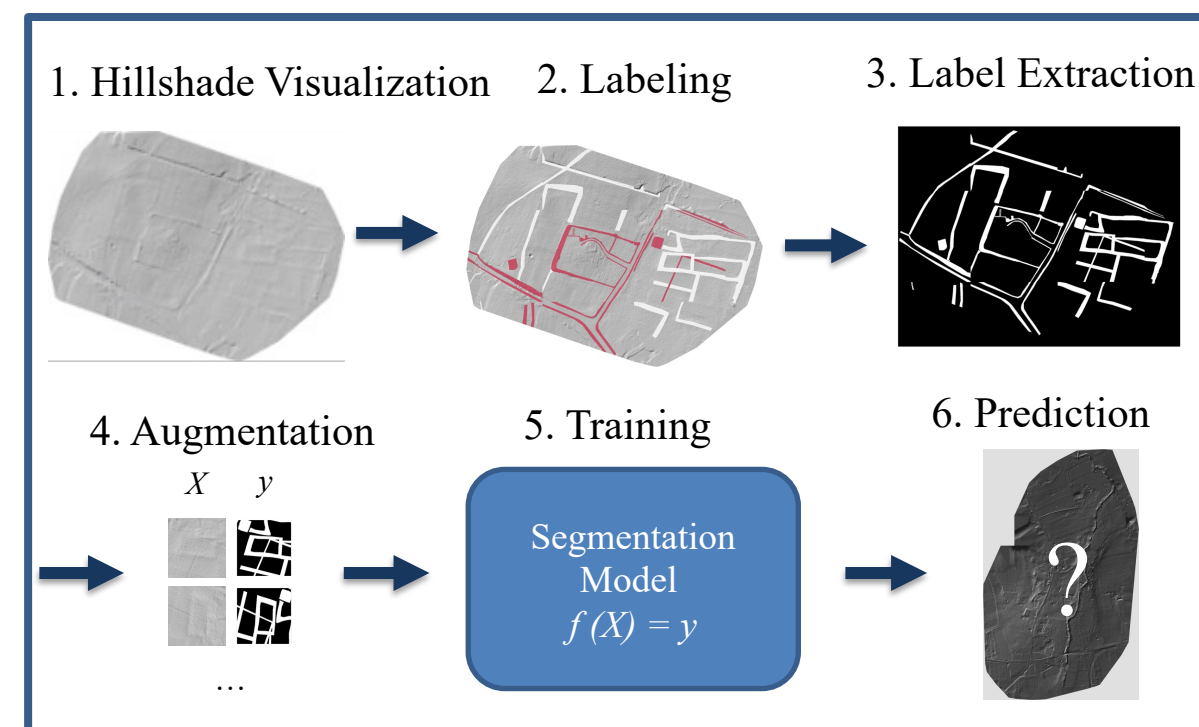 1. Hillshade Visualization
2. Labeling
3. Label Extraction
4. Augmentation
X y
...
5. Training
Segmentation
Model
f (X) = y
6. Prediction
?